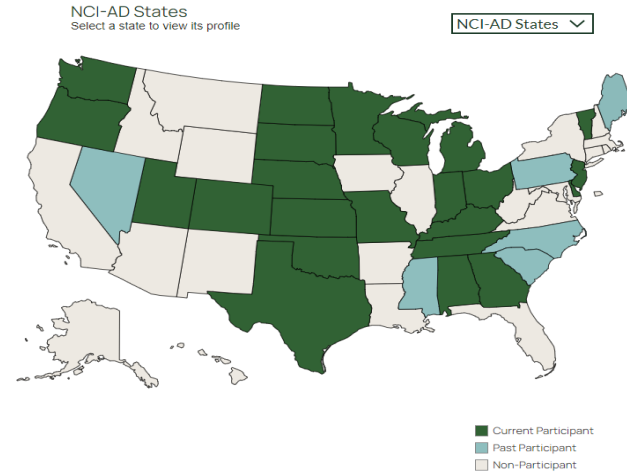 NCI-AD States
Select a state to view its profile
NCI-AD States
Current Participant
Past Participant
Non-Participant